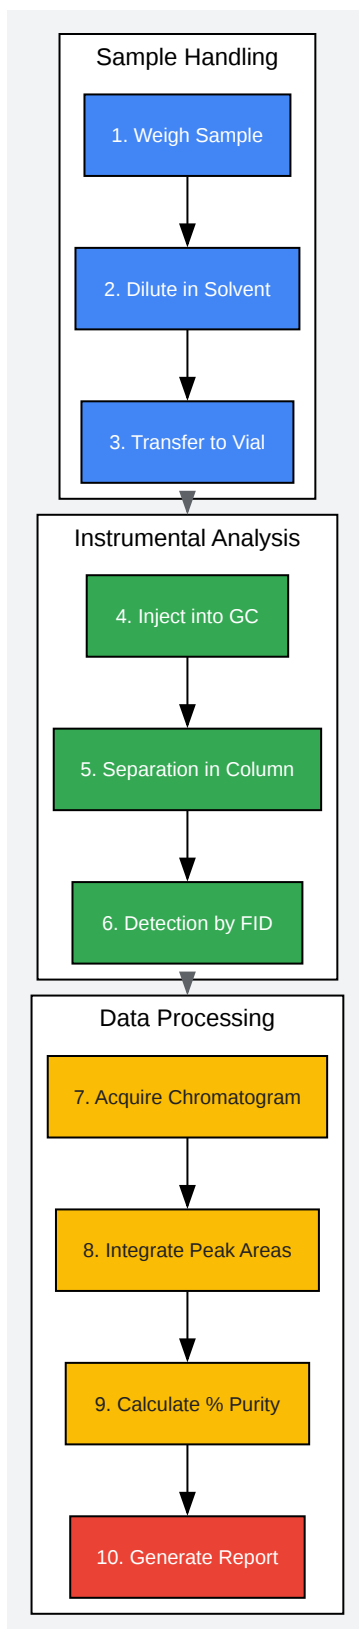 Sample Handling
1. Weigh Sample
2. Dilute in Solvent
3. Transfer to Vial
Instrumental Analysis
4. Inject into GC
5. Separation in Column
6. Detection by FID
Data Processing
7. Acquire Chromatogram
8. Integrate Peak Areas
9. Calculate % Purity
10. Generate Report